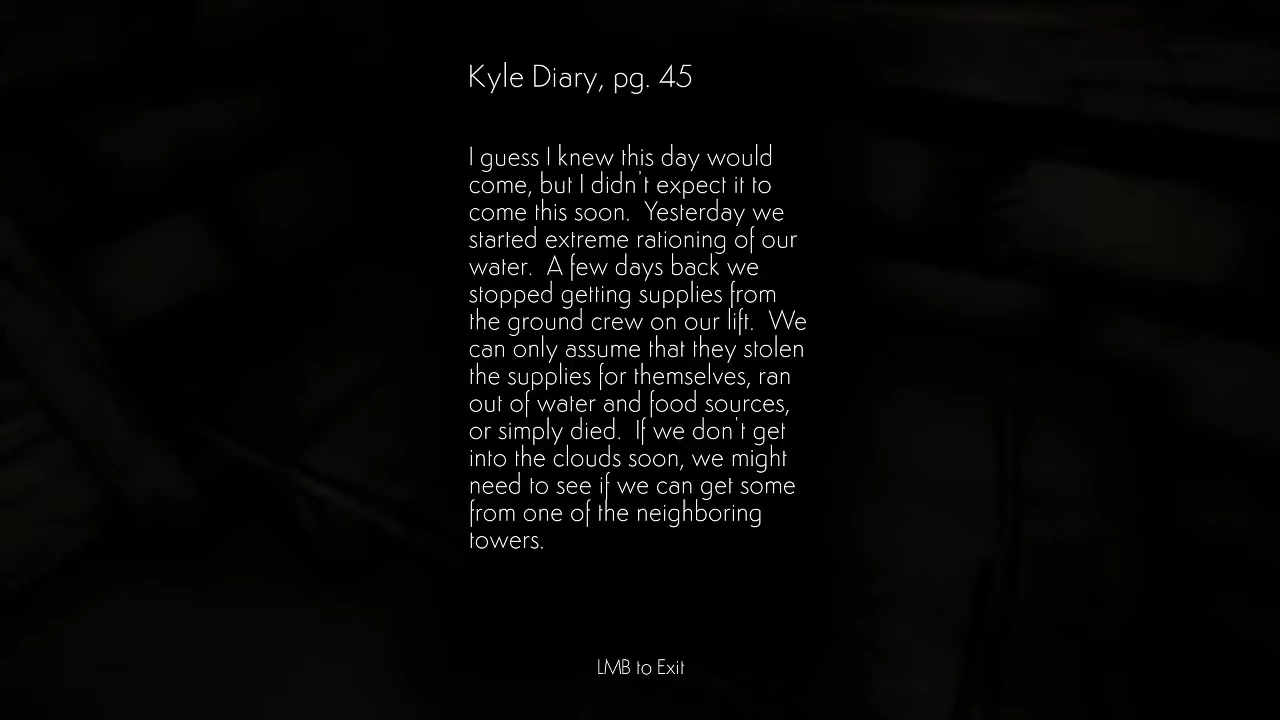 Kyle Diary, pg. 45
I guess I knew this day would
come, but I didn't expect it to
come this soon.  Yesterday we
started extreme rationing of our
water.  A few days back we
stopped getting supplies from
the ground crew on our lift.  We
can only assume that they stolen
the supplies for themselves, ran
out of water and food sources,
or simply died.  If we don't get
into the clouds soon, we might
need to see if we can get some
from one of the neighboring
towers.
LMB to Exit